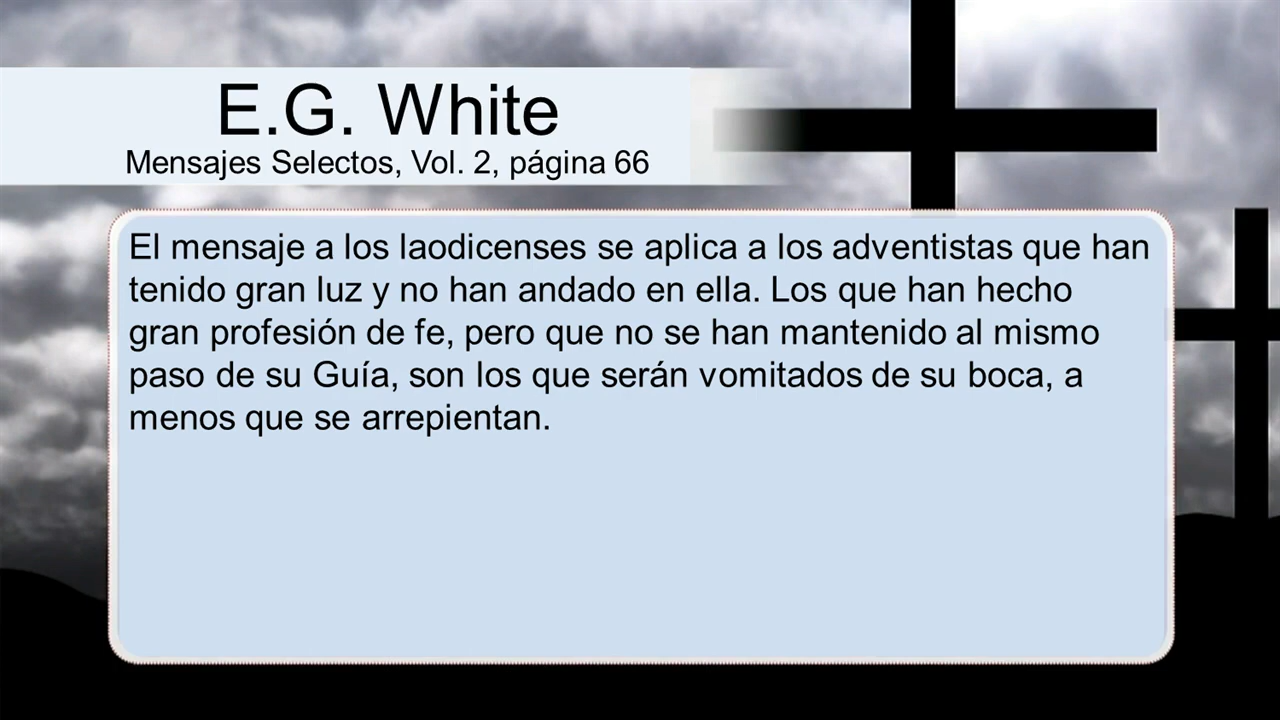 E.G. White
Mensajes Selectos, Vol. 2, página 66
El mensaje a los laodicenses se aplica a los adventistas que han
tenido gran luz y no han andado en ella. Los que han hecho
gran profesión de fe, pero que no se han mantenido al mismo
paso de su Guía, son los que serán vomitados de su boca, a
menos que se arrepientan.